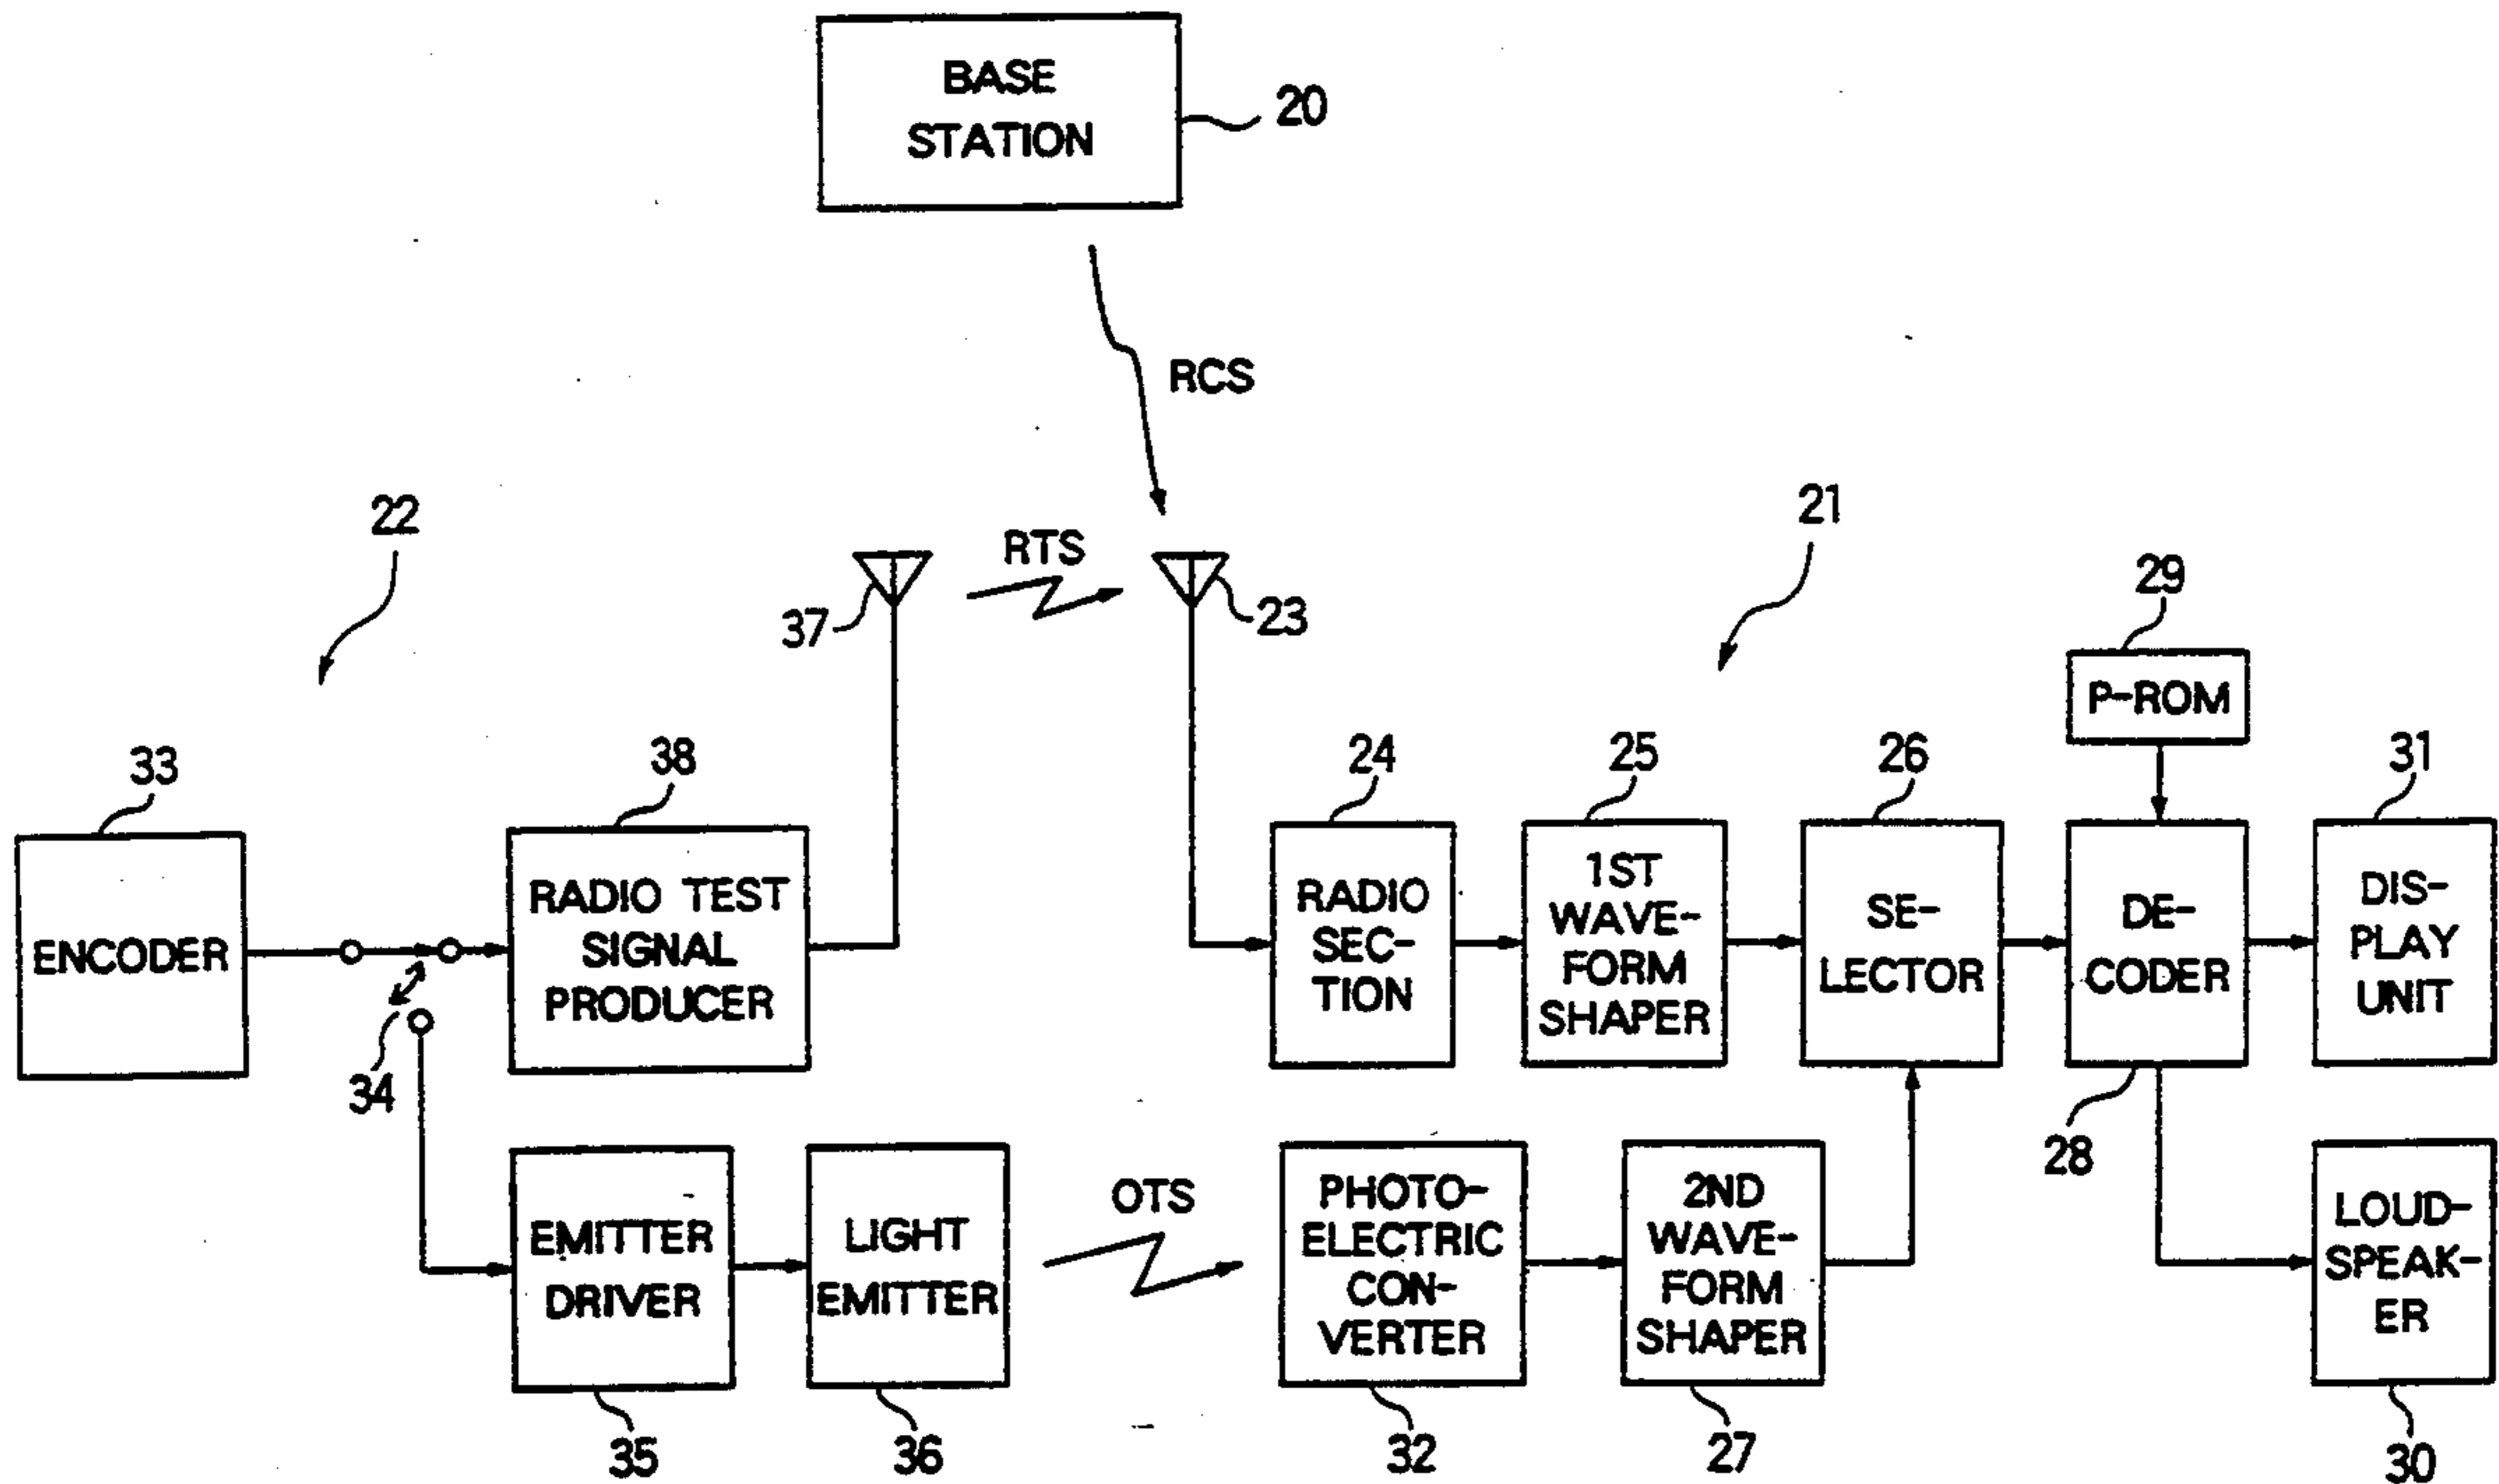 BASE
STATION
20
RCS
22
21
RTS
37
23
29
P-ROM
33
38
24
25
26
31
ENCODER
RADIO TEST
SIGNAL
PRODUCER
RADIO
SEC-
TION
1ST
WAVE-
FORM
SHAPER
SE-
LECTOR
DE-
CODER
DIS-
PLAY
UNIT
34
28
EMITTER
DRIVER
LIGHT
EMITTER
OTS
PHOTO-
ELECTRIC
CON-
VERTER
2ND
WAVE-
FORM
SHAPER
LOUD-
SPEAK-
ER
35
36
32
27
30